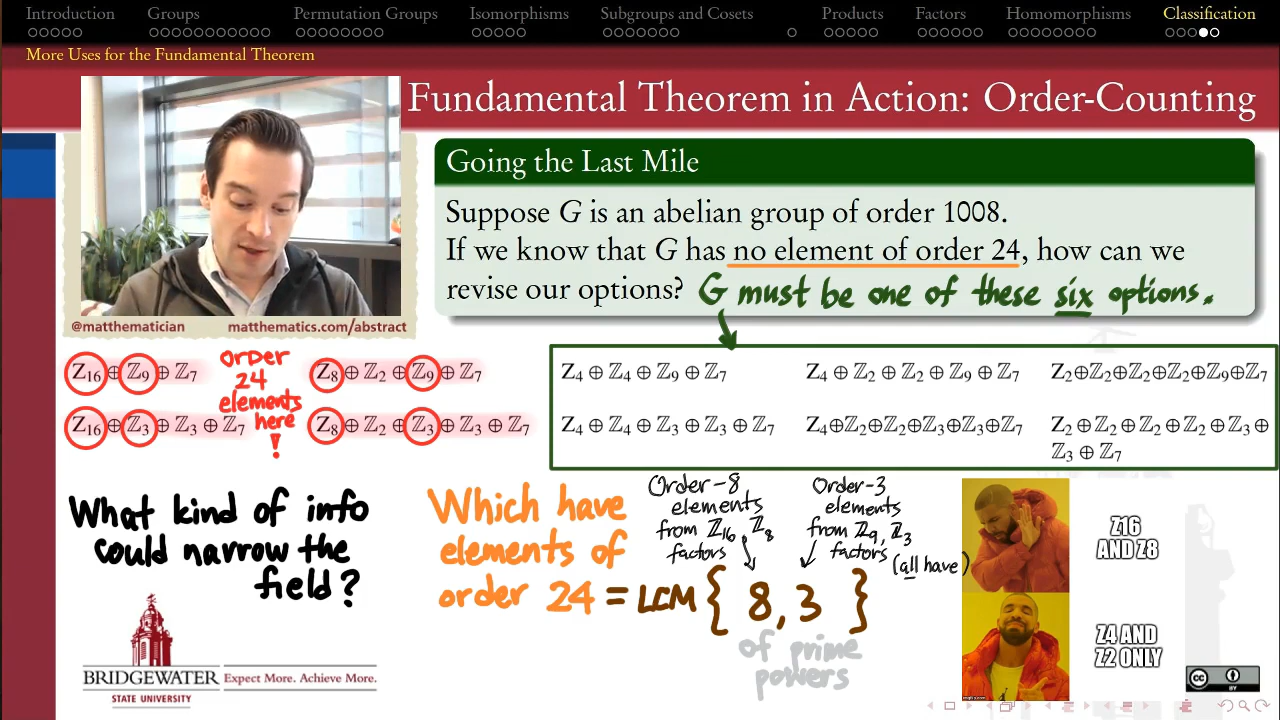 Introduction Groups Permutation Groups Isomorphisms Subgroups and Cosets Products Factors Homomorphisms Classification
More Uses for the Fundamental Theorem
Fundamental Theorem in Action: Order-Counting
Going the Last Mile
Suppose G is an abelian group of order 1008.
If we know that G has no element of order 24, how can we
revise our options? G must be one of these six options.
@matthematician matthematics.com/abstract
ℤ16 ⊕ ℤ9 ⊕ ℤ7
ℤ16 ⊕ ℤ3 ⊕ ℤ3 ⊕ ℤ7
order
24
elements
here
!
ℤ8 ⊕ ℤ2 ⊕ ℤ9 ⊕ ℤ7
ℤ8 ⊕ ℤ2 ⊕ ℤ3 ⊕ ℤ3 ⊕ ℤ7
ℤ4 ⊕ ℤ4 ⊕ ℤ9 ⊕ ℤ7
ℤ4 ⊕ ℤ2 ⊕ ℤ2 ⊕ ℤ9 ⊕ ℤ7
ℤ2⊕ℤ2⊕ℤ2⊕ℤ2⊕ℤ9⊕ℤ7
ℤ4 ⊕ ℤ4 ⊕ ℤ3 ⊕ ℤ3 ⊕ ℤ7
ℤ4⊕ℤ2⊕ℤ2⊕ℤ3⊕ℤ3⊕ℤ7
ℤ2 ⊕ ℤ2 ⊕ ℤ2 ⊕ ℤ2 ⊕ ℤ3 ⊕
ℤ3 ⊕ ℤ7
What kind of info
could narrow the
field?
Which have
elements of
order 24 = LCM { 8, 3 }
of prime
powers
Order-8
elements
from ℤ16, ℤ8
factors
Order-3
elements
from ℤ9, ℤ3
factors (all have)
Z16
AND Z8
Z4 AND
Z2 ONLY
BRIDGEWATER
STATE UNIVERSITY
Expect More. Achieve More.
imgflip.com
cc
BY